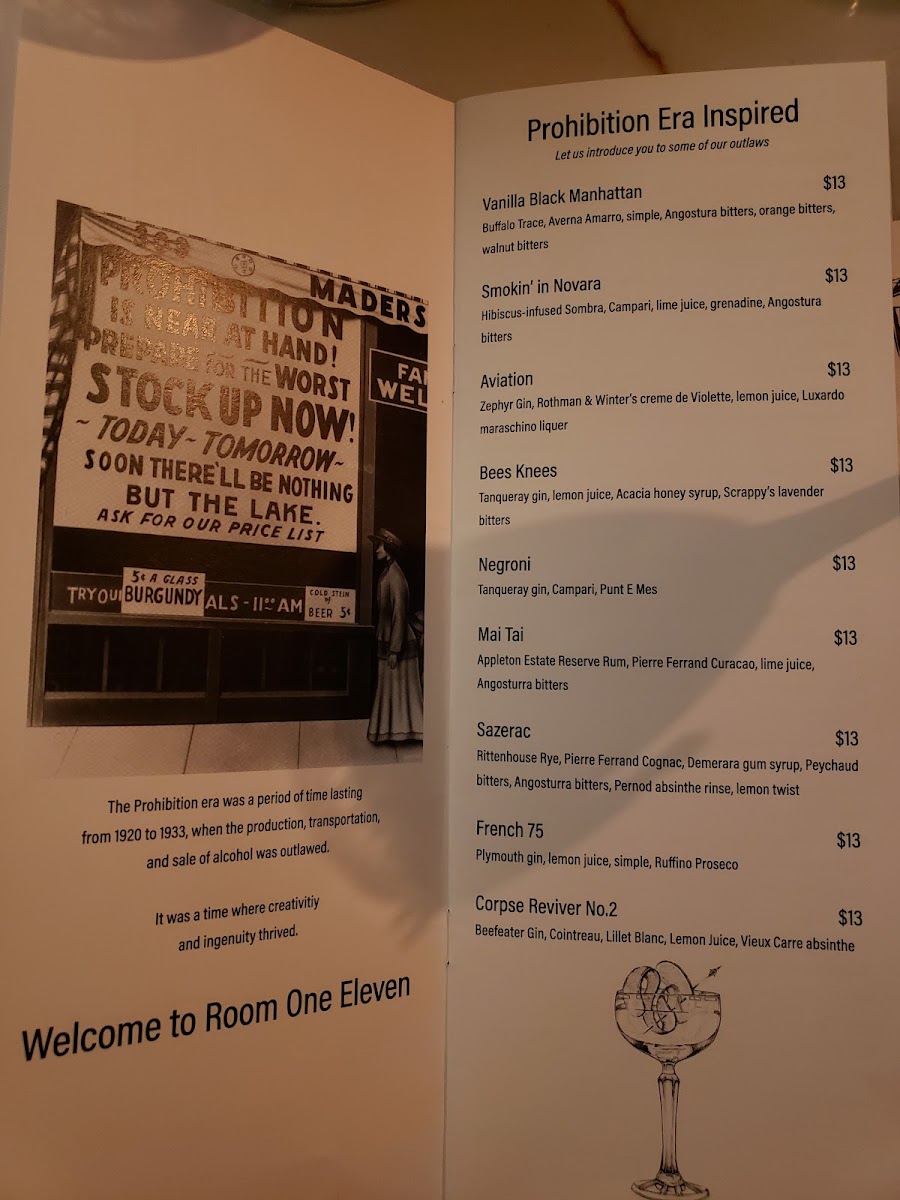 PROHIBITION
IS NEAR AT HAND!
PREPARE FOR THE WORST
STOCK UP NOW!
~ TODAY ~ TOMORROW ~
SOON THERE'LL BE NOTHING
BUT THE LAKE.
ASK FOR OUR PRICE LIST
MADERS
FA
WEL
TRY OU
5¢ A GLASS
BURGUNDY
ALS - 11:00 AM
COLD STEIN
of
BEER 5¢
The Prohibition era was a period of time lasting
from 1920 to 1933, when the production, transportation,
and sale of alcohol was outlawed.
It was a time where creativitiy
and ingenuity thrived.
Welcome to Room One Eleven
Prohibition Era Inspired
Let us introduce you to some of our outlaws
Vanilla Black Manhattan $13
Buffalo Trace, Averna Amarro, simple, Angostura bitters, orange bitters,
walnut bitters
Smokin' in Novara $13
Hibiscus-infused Sombra, Campari, lime juice, grenadine, Angostura
bitters
Aviation $13
Zephyr Gin, Rothman & Winter's creme de Violette, lemon juice, Luxardo
maraschino liquer
Bees Knees $13
Tanqueray gin, lemon juice, Acacia honey syrup, Scrappy's lavender
bitters
Negroni $13
Tanqueray gin, Campari, Punt E Mes
Mai Tai $13
Appleton Estate Reserve Rum, Pierre Ferrand Curacao, lime juice,
Angosturra bitters
Sazerac $13
Rittenhouse Rye, Pierre Ferrand Cognac, Demerara gum syrup, Peychaud
bitters, Angosturra bitters, Pernod absinthe rinse, lemon twist
French 75 $13
Plymouth gin, lemon juice, simple, Ruffino Proseco
Corpse Reviver No.2 $13
Beefeater Gin, Cointreau, Lillet Blanc, Lemon Juice, Vieux Carre absinthe